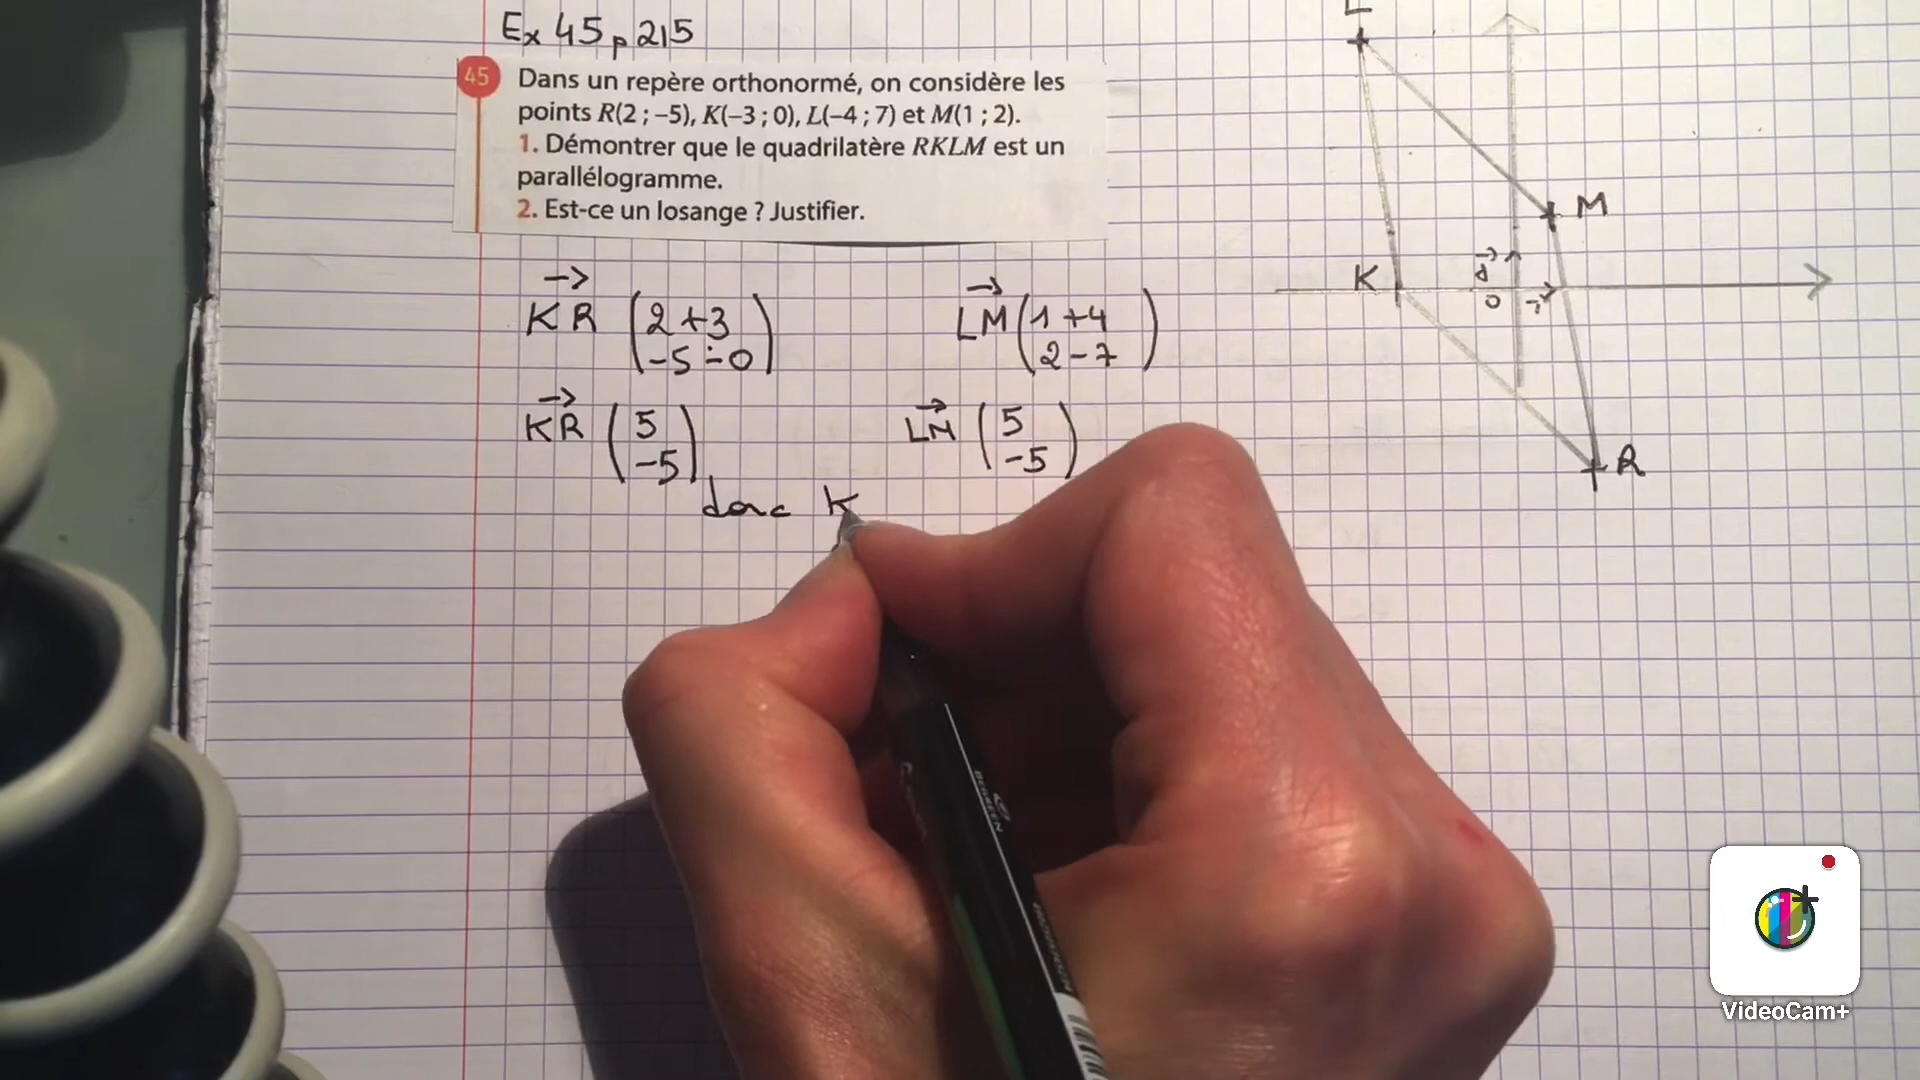 Ex 45 p 215
45 Dans un repère orthonormé, on considère les
points R(2 ; −5), K(−3 ; 0), L(−4 ; 7) et M(1 ; 2).
1. Démontrer que le quadrilatère RKLM est un
parallélogramme.
2. Est-ce un losange ? Justifier.
KR (2+3
-5-0)
LM (1+4
2-7)
KR (5
-5)
LM (5
-5)
donc K
L
M
K
O
R
REDKEEN
VideoCam+